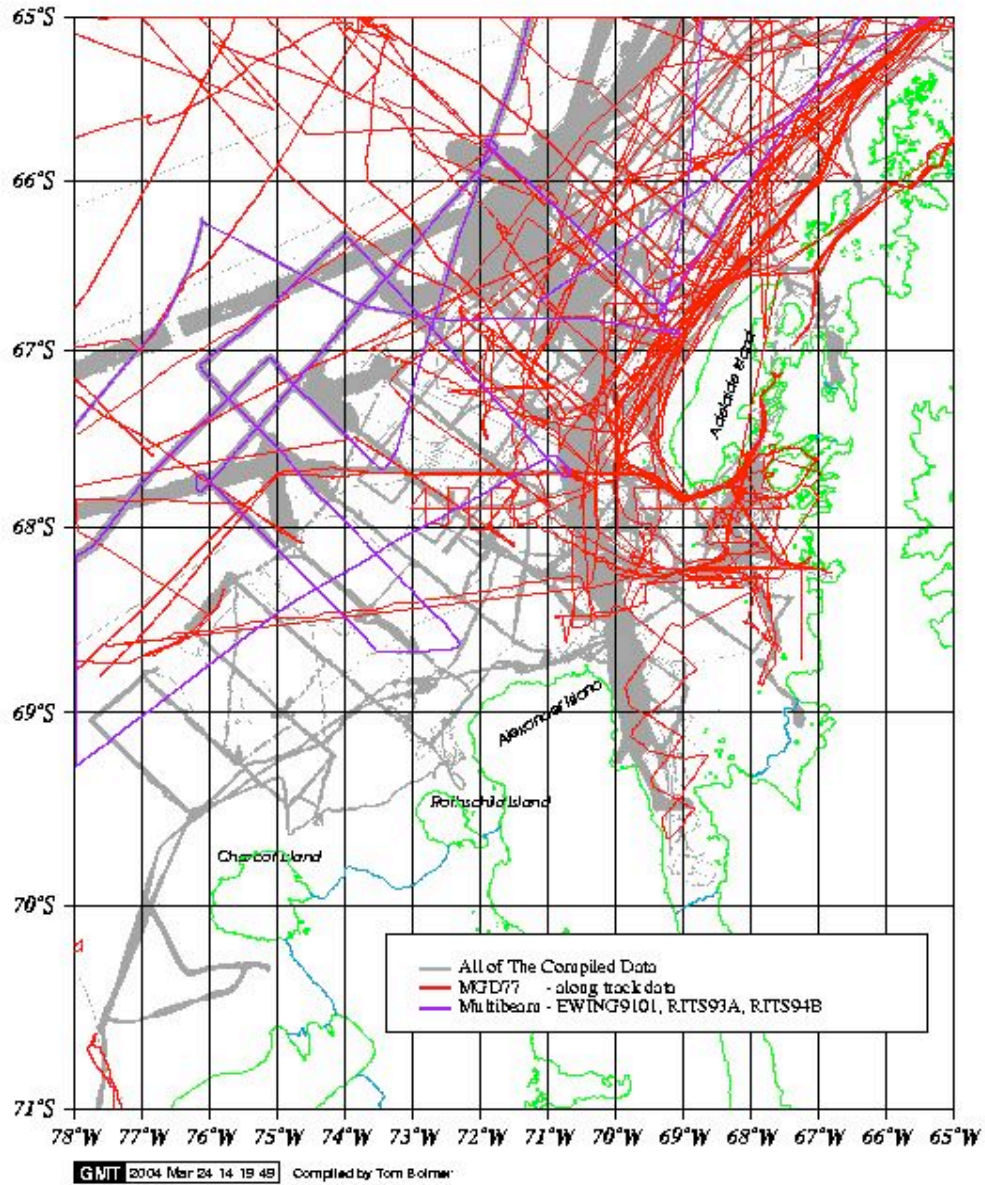 65°S
66°S
67°S
68°S
69°S
70°S
71°S
Adelaide Island
Alexander Island
Rothschild Island
Charcot Island
All of The Compiled Data
MGD77 - along track data
Multibeam - EWING9101, RITS93A, RITS94B
78°W 77°W 76°W 75°W 74°W 73°W 72°W 71°W 70°W 69°W 68°W 67°W 66°W 65°W
GMT 2004 Mar 24 14 19 49 Compiled by Tom Bolmer